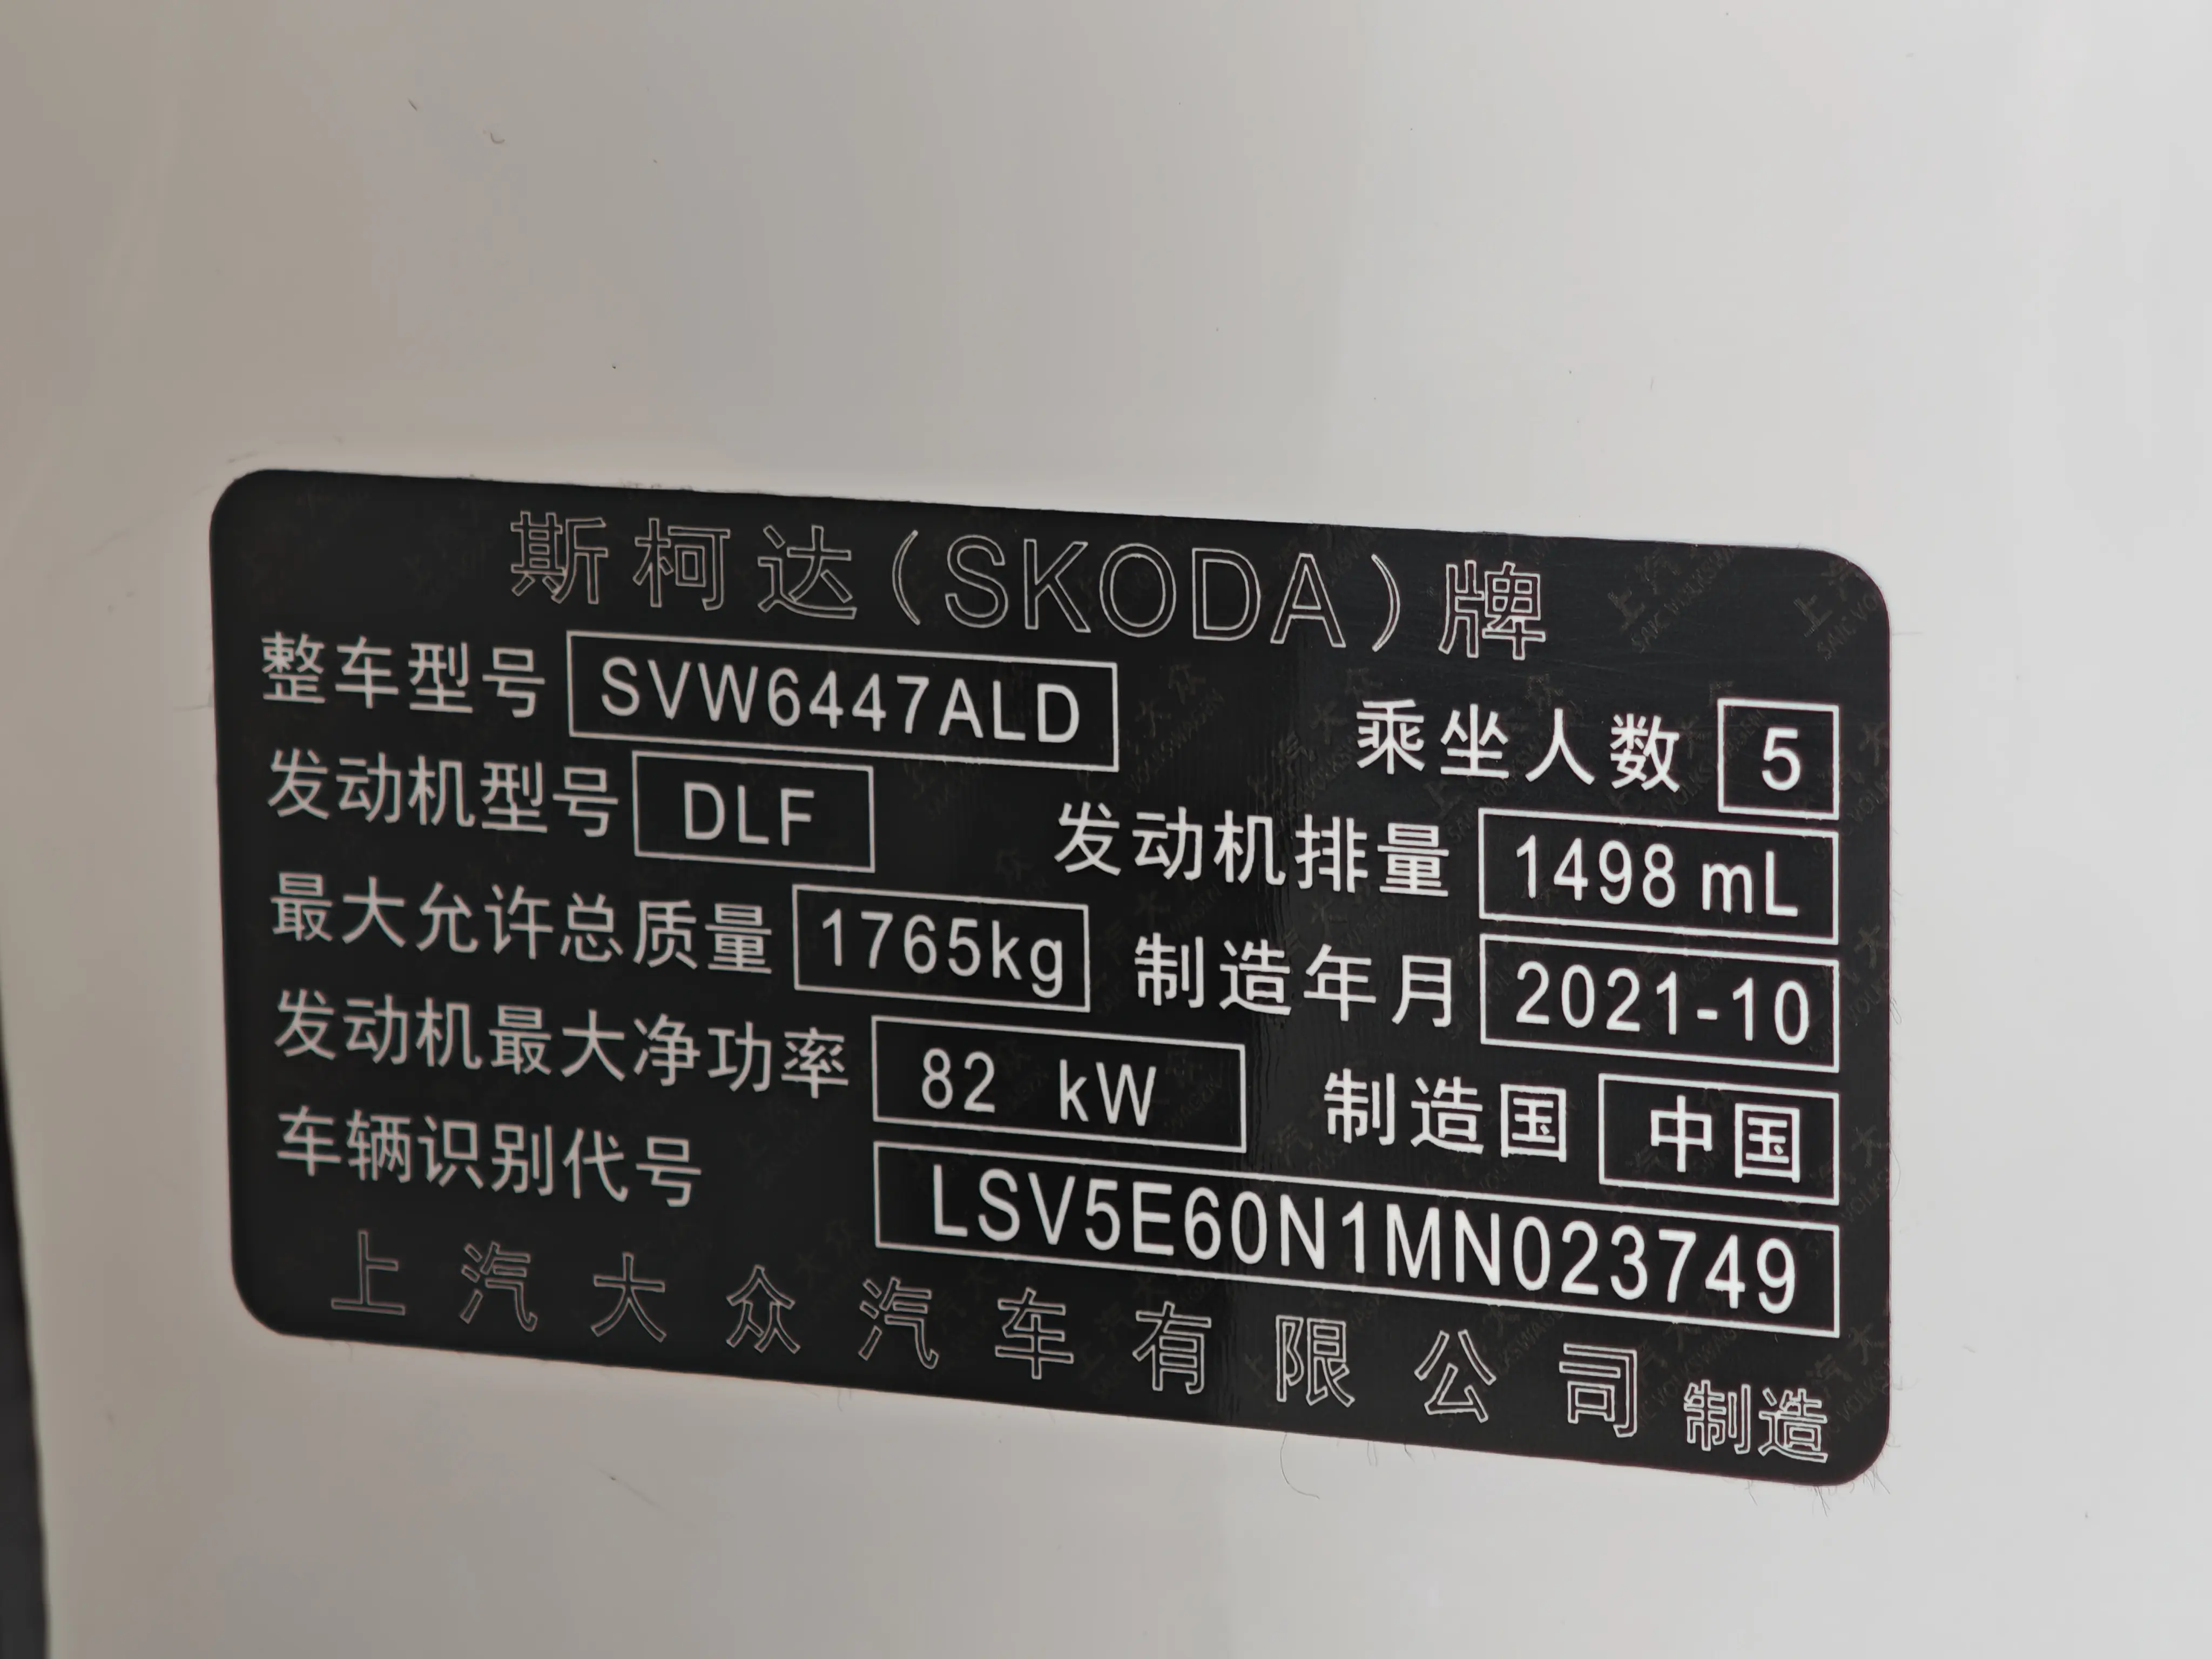 斯柯达(SKODA)牌
整车型号 SVW6447ALD 乘坐人数 5
发动机型号 DLF 发动机排量 1498 mL
最大允许总质量 1765kg 制造年月 2021-10
发动机最大净功率 82 kW 制造国 中国
车辆识别代号 LSV5E60N1MN023749
上汽大众汽车有限公司 制造